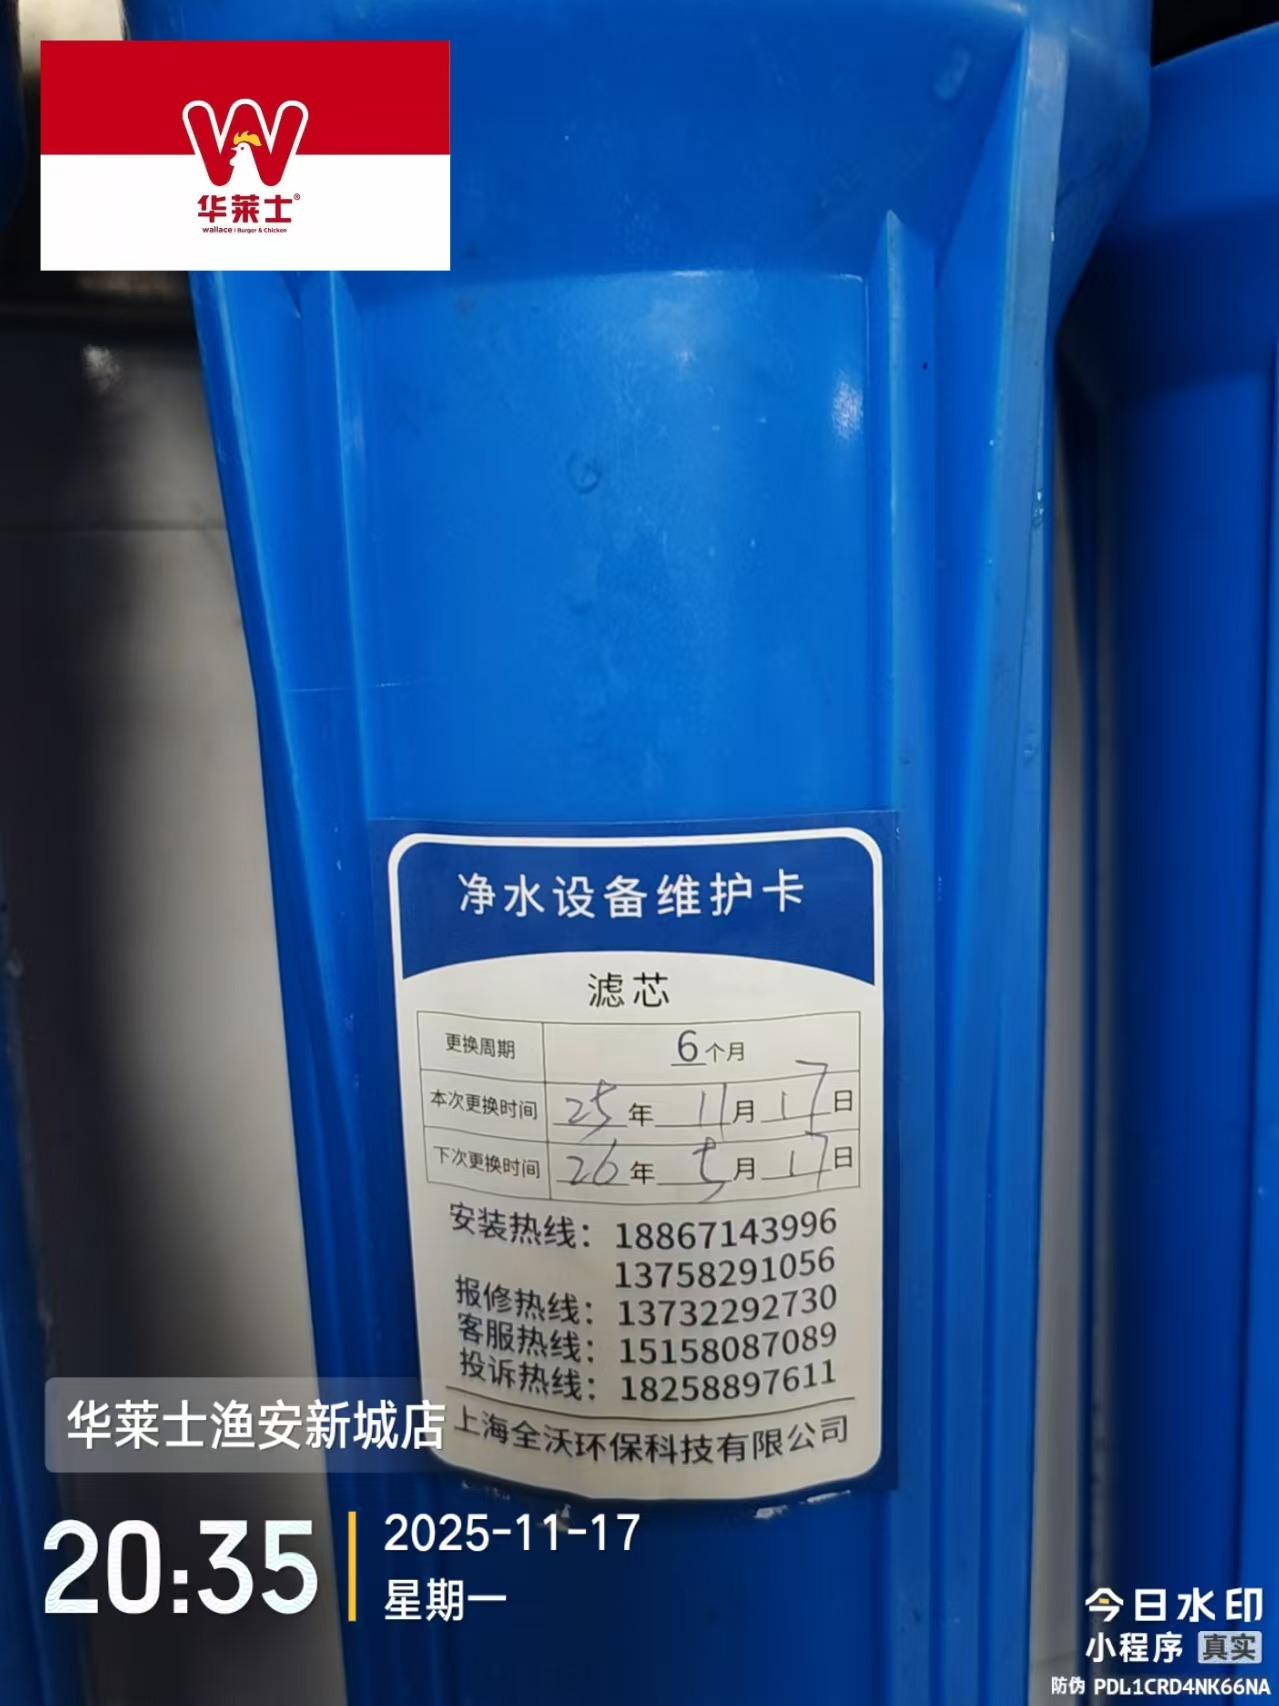 华莱士®
wallace | Burger & Chicken
净水设备维护卡
滤芯
更换周期 6个月
本次更换时间 25年 11月 17日
下次更换时间 26年 5月 17日
安装热线：18867143996
13758291056
报修热线：13732292730
客服热线：15158087089
投诉热线：18258897611
上海全沃环保科技有限公司
华莱士渔安新城店
20:35
2025-11-17
星期一
今日水印
小程序 真实
防伪 PDL1CRD4NK66NA